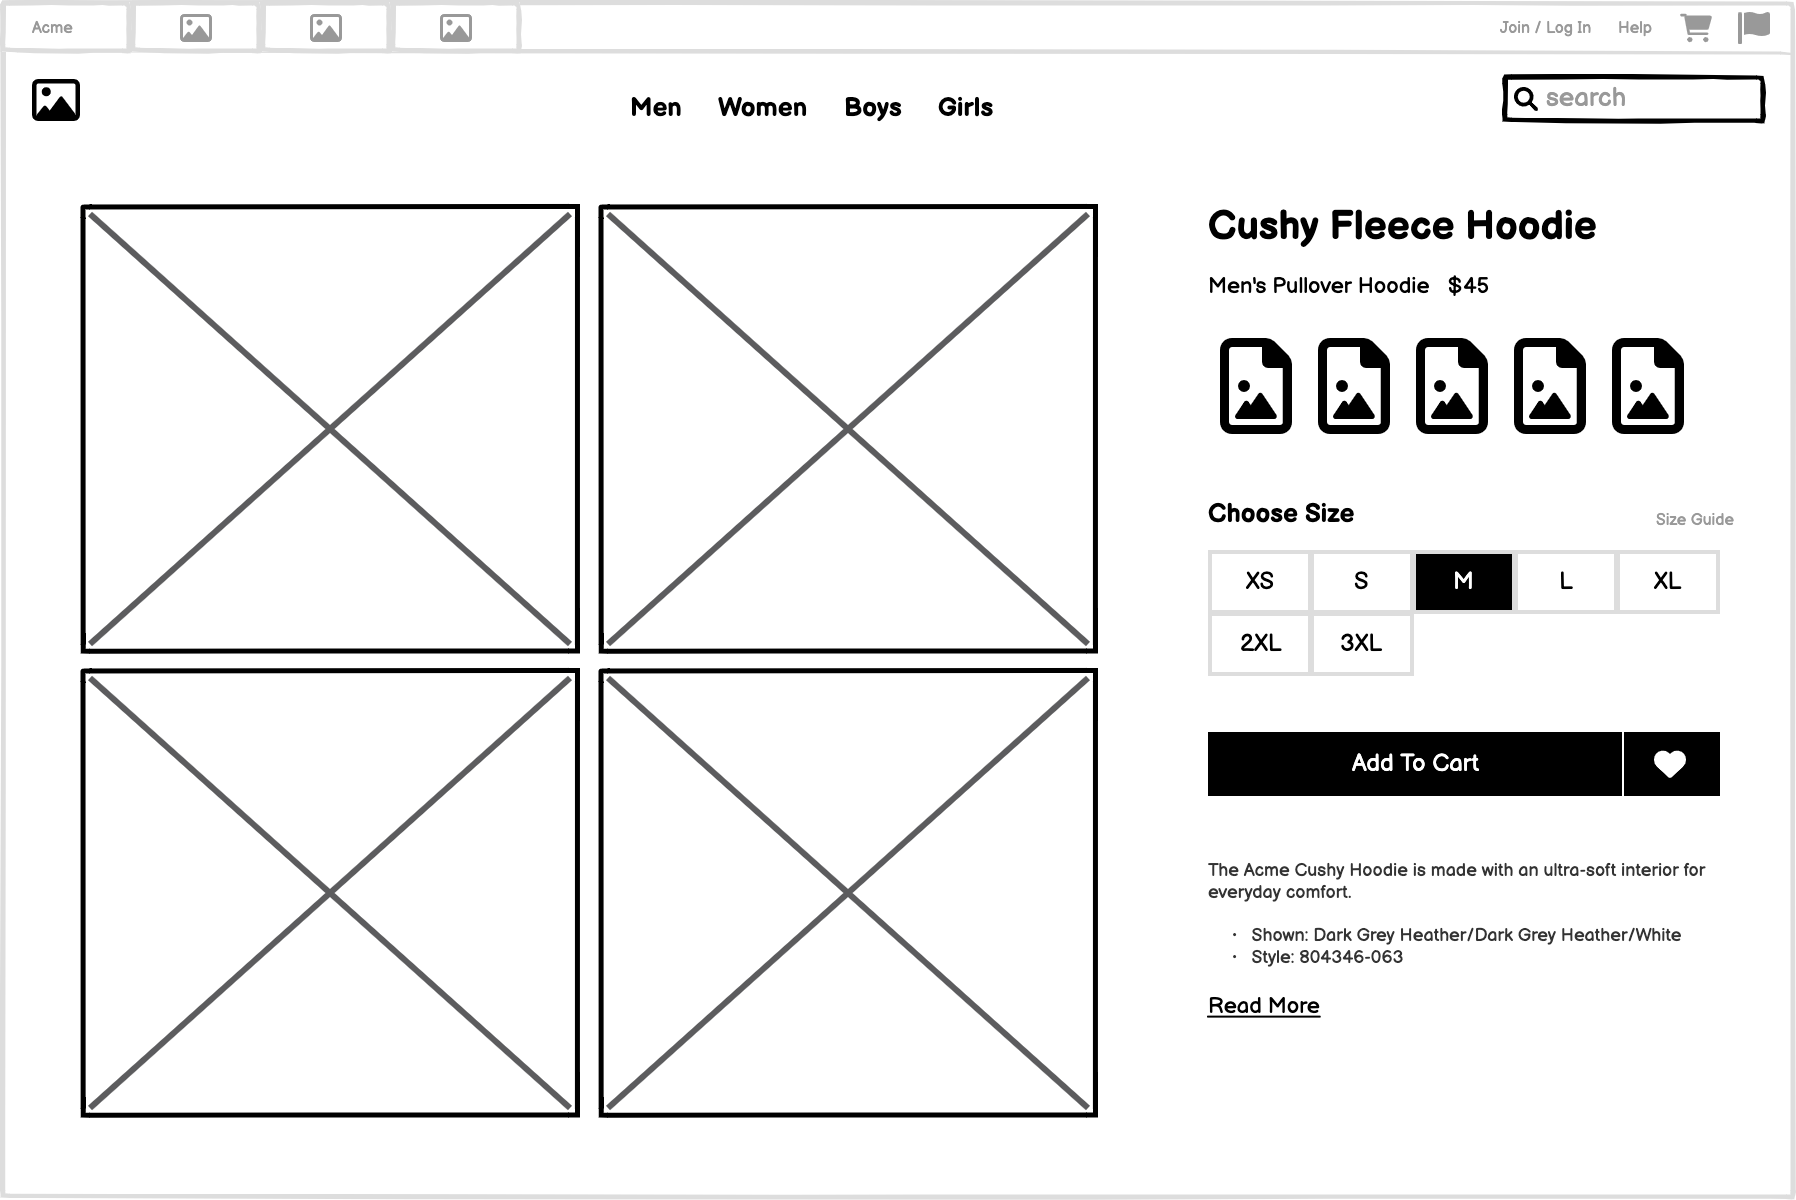 Acme
Join / Log In
Help
Men
Women
Boys
Girls
search
Cushy Fleece Hoodie
Men's Pullover Hoodie $45
Choose Size
Size Guide
XS
S
M
L
XL
2XL
3XL
Add To Cart
The Acme Cushy Hoodie is made with an ultra-soft interior for
everyday comfort.
· Shown: Dark Grey Heather/Dark Grey Heather/White
· Style: 804346-063
Read More